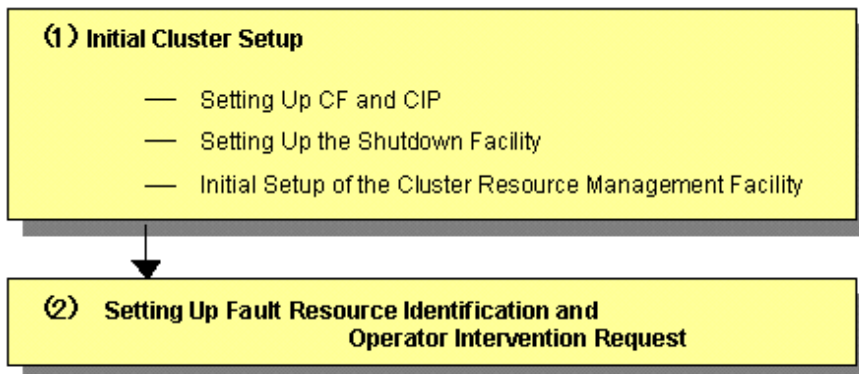 (1) Initial Cluster Setup
— Setting Up CF and CIP
— Setting Up the Shutdown Facility
— Initial Setup of the Cluster Resource Management Facility
(2) Setting Up Fault Resource Identification and
Operator Intervention Request